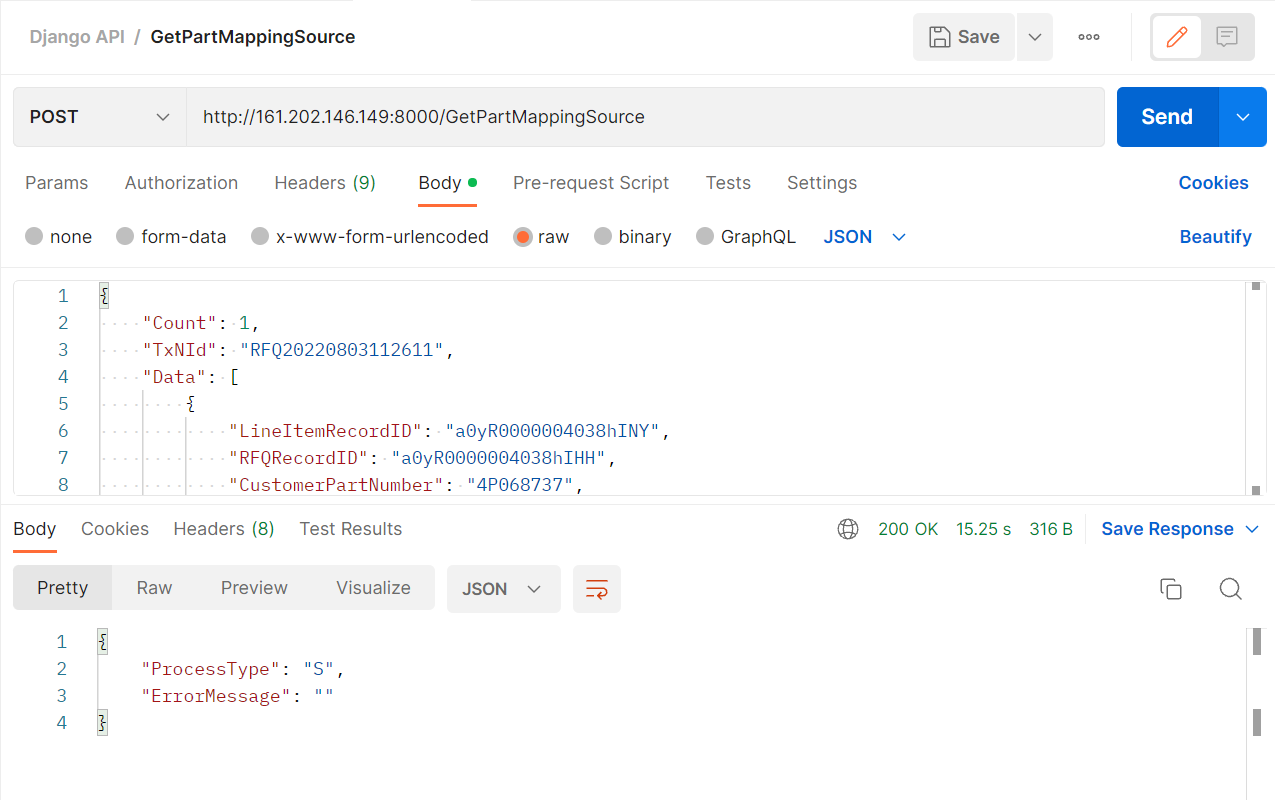 Django API / GetPartMappingSource Save
POST http://161.202.146.149:8000/GetPartMappingSource Send
Params Authorization Headers (9) Body Pre-request Script Tests Settings Cookies
none form-data x-www-form-urlencoded raw binary GraphQL JSON Beautify
1 {
2 "Count": 1,
3 "TxNId": "RFQ20220803112611",
4 "Data": [
5 {
6 "LineItemRecordID": "a0yR0000004038hINY",
7 "RFQRecordID": "a0yR0000004038hIHH",
8 "CustomerPartNumber": "4P068737",
Body Cookies Headers (8) Test Results 200 OK 15.25 s 316 B Save Response
Pretty Raw Preview Visualize JSON
1 {
2 "ProcessType": "S",
3 "ErrorMessage": ""
4 }